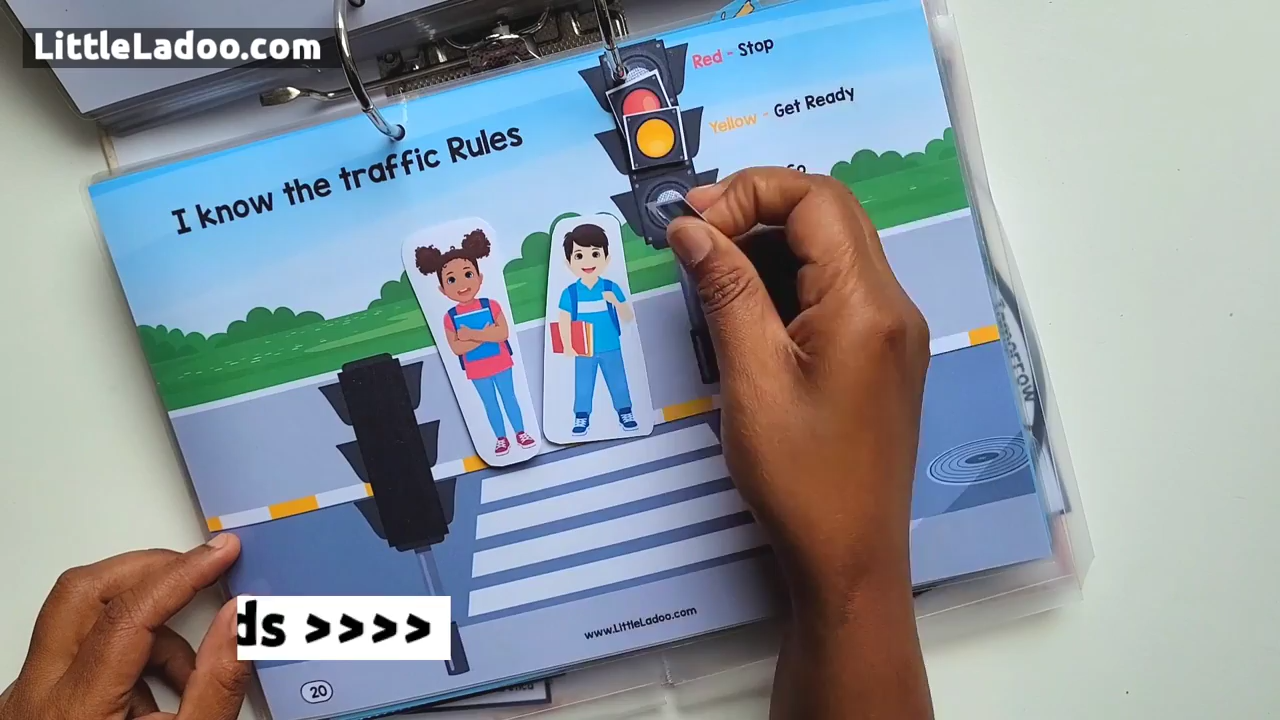 LittleLadoo.com
I know the traffic Rules
Red - Stop
Yellow - Get Ready
ds >>>>
www.LittleLadoo.com
20